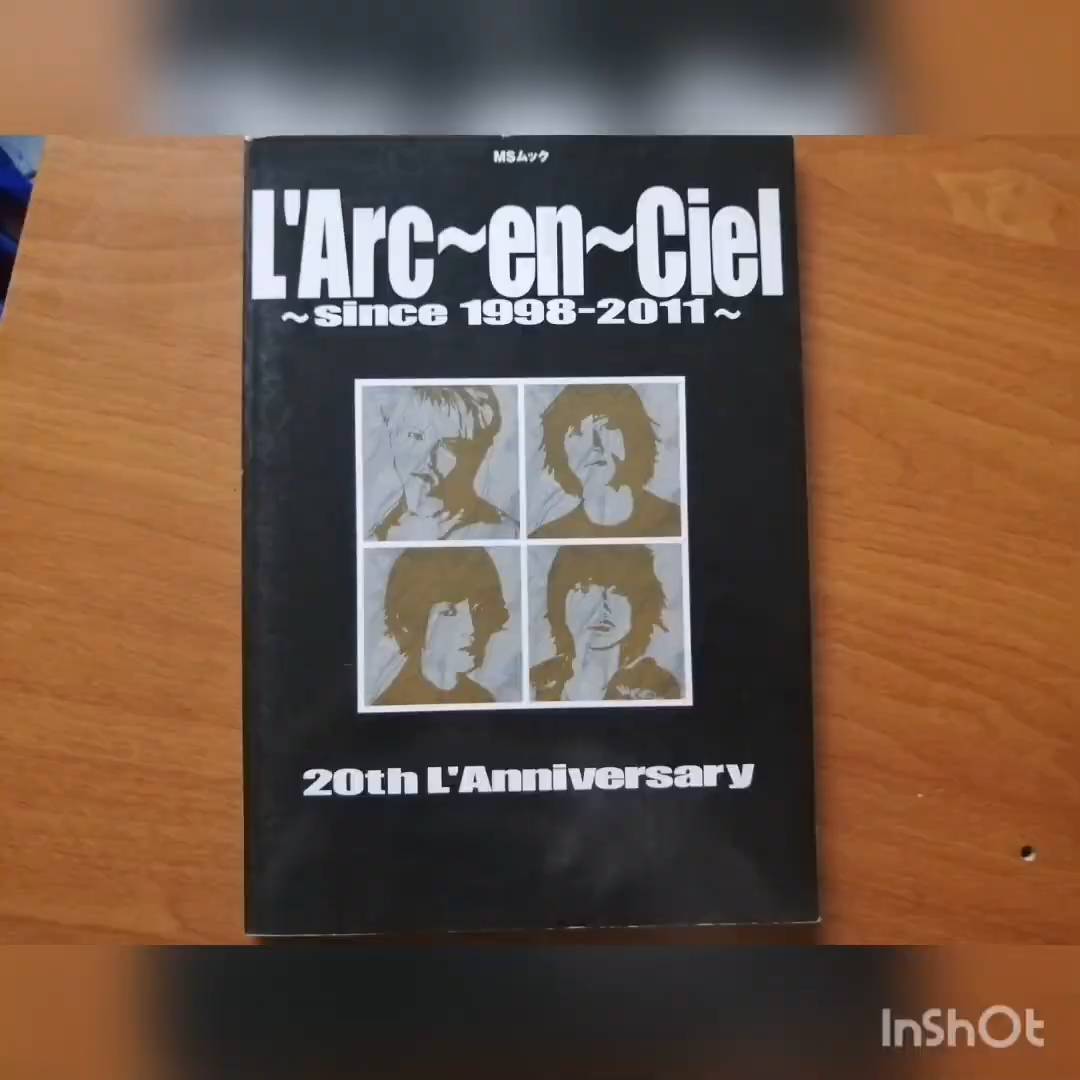 MSムック
L'Arc~en~Ciel
~since 1998-2011~
20th L'Anniversary
InShOt